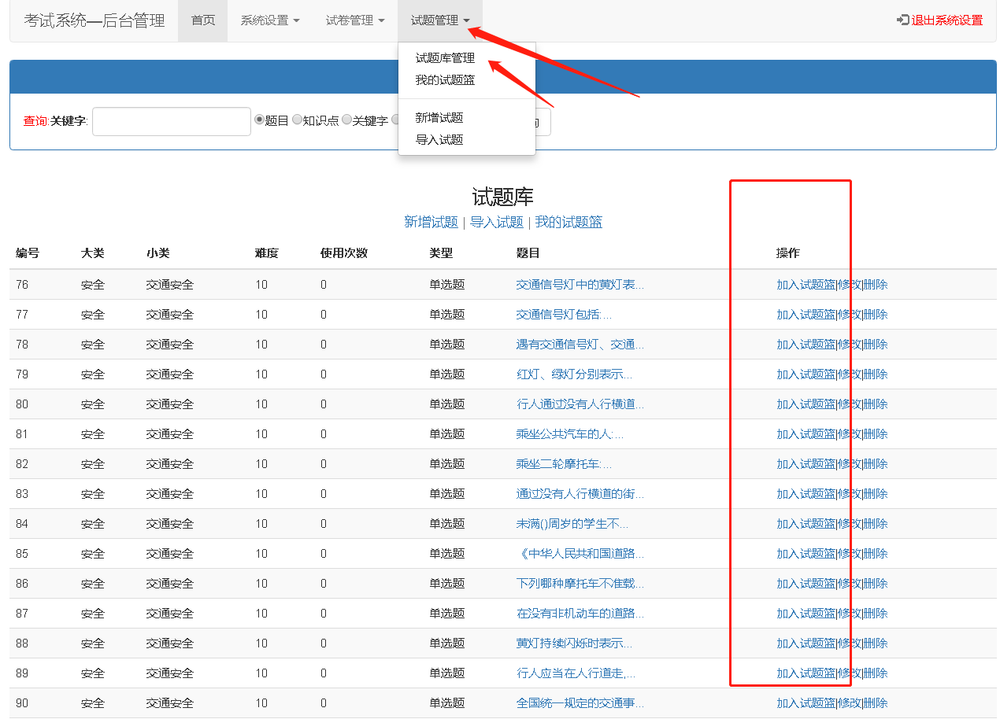 考试系统—后台管理 首页 系统设置 试卷管理 试题管理 退出系统设置
试题库管理
我的试题篮
查询:关键字: 题目 知识点 关键字
新增试题
导入试题
试题库
新增试题 | 导入试题 | 我的试题篮
编号 大类 小类 难度 使用次数 类型 题目 操作
76 安全 交通安全 10 0 单选题 交通信号灯中的黄灯表... 加入试题篮|修改|删除
77 安全 交通安全 10 0 单选题 交通信号灯包括:... 加入试题篮|修改|删除
78 安全 交通安全 10 0 单选题 遇有交通信号灯、交通... 加入试题篮|修改|删除
79 安全 交通安全 10 0 单选题 红灯、绿灯分别表示... 加入试题篮|修改|删除
80 安全 交通安全 10 0 单选题 行人通过没有人行横道... 加入试题篮|修改|删除
81 安全 交通安全 10 0 单选题 乘坐公共汽车的人:... 加入试题篮|修改|删除
82 安全 交通安全 10 0 单选题 乘坐二轮摩托车:... 加入试题篮|修改|删除
83 安全 交通安全 10 0 单选题 通过没有人行横道的街... 加入试题篮|修改|删除
84 安全 交通安全 10 0 单选题 未满()周岁的学生不... 加入试题篮|修改|删除
85 安全 交通安全 10 0 单选题 《中华人民共和国道路... 加入试题篮|修改|删除
86 安全 交通安全 10 0 单选题 下列哪种摩托车不准载... 加入试题篮|修改|删除
87 安全 交通安全 10 0 单选题 在没有非机动车的道路... 加入试题篮|修改|删除
88 安全 交通安全 10 0 单选题 黄灯持续闪烁时表示... 加入试题篮|修改|删除
89 安全 交通安全 10 0 单选题 行人应当在人行道走,... 加入试题篮|修改|删除
90 安全 交通安全 10 0 单选题 全国统一规定的交通事... 加入试题篮|修改|删除